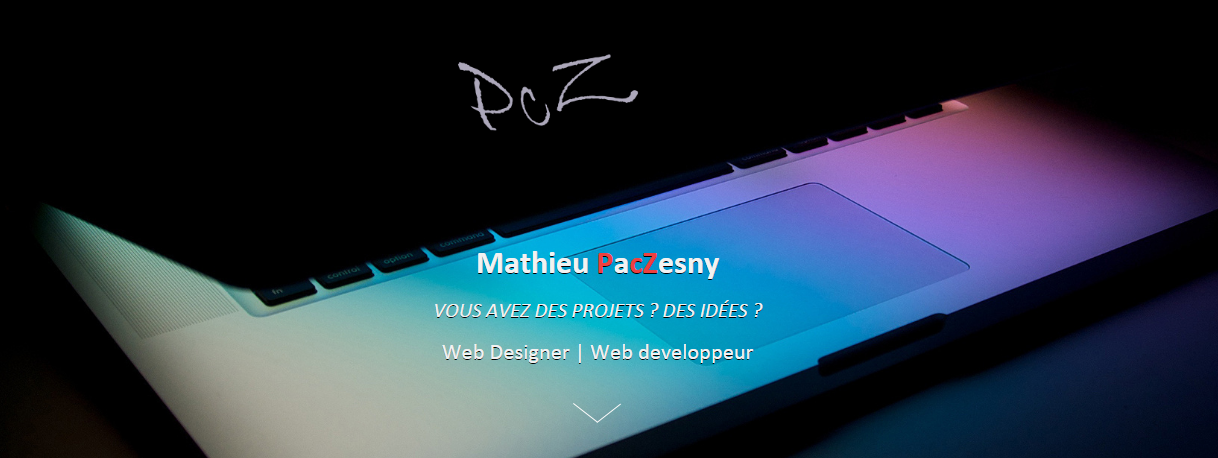 PcZ
command
option
control
fn
Mathieu PacZesny
VOUS AVEZ DES PROJETS ? DES IDÉES ?
Web Designer | Web developpeur